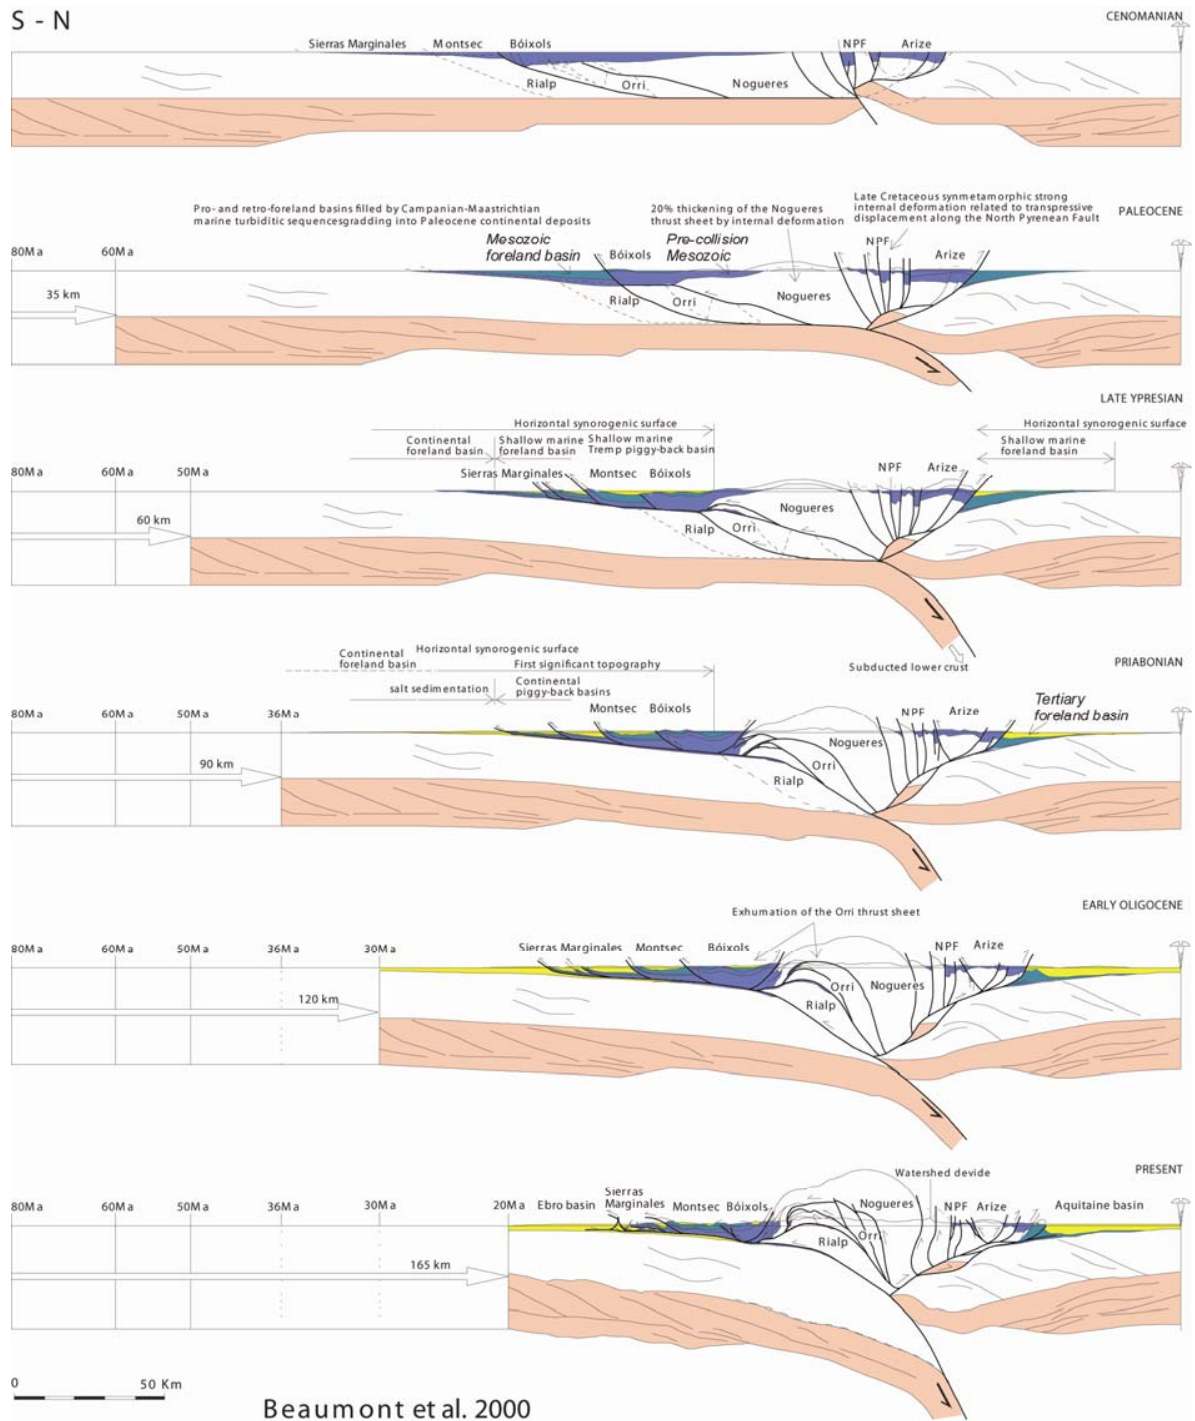 S - N
CENOMANIAN
Sierras Marginales Montsec Bóixols NPF Arize
Rialp Orri Nogueres
Pro- and retro-foreland basins filled by Campanian-Maastrichtian
marine turbiditic sequencesgradding into Paleocene continental deposits
20% thickening of the Nogueres
thrust sheet by internal deformation
Late Cretaceous synmetamorphic strong
internal deformation related to transpressive
displacement along the North Pyrenean Fault
PALEOCENE
80Ma 60Ma
Mesozoic
foreland basin
Bóixols
Pre-collision
Mesozoic
NPF
Arize
35 km
Rialp Orri Nogueres
LATE YPRESIAN
Horizontal synorogenic surface
Horizontal synorogenic surface
Continental
foreland basin
Shallow marine
foreland basin
Shallow marine
Tremp piggy-back basin
Shallow marine
foreland basin
80Ma 60Ma 50Ma
Sierras Marginales Montsec Bóixols NPF Arize
Nogueres
60 km
Rialp Orri
Subducted lower crust
PRIABONIAN
Continental
foreland basin
Horizontal synorogenic surface
First significant topography
salt sedimentation
Continental
piggy-back basins
80Ma 60Ma 50Ma 36Ma
Montsec Bóixols NPF Arize
Tertiary
foreland basin
Nogueres
90 km
Orri
Rialp
EARLY OLIGOCENE
Exhumation of the Orri thrust sheet
80Ma 60Ma 50Ma 36Ma 30Ma
Sierras Marginales Montsec Bóixols NPF Arize
Orri Nogueres
120 km
Rialp
PRESENT
Watershed devide
80Ma 60Ma 50Ma 36Ma 30Ma 20Ma
Ebro basin
Sierras
Marginales
Montsec Bóixols Nogueres NPF Arize Aquitaine basin
Rialp Orri
165 km
0 50 Km
Beaumont et al. 2000